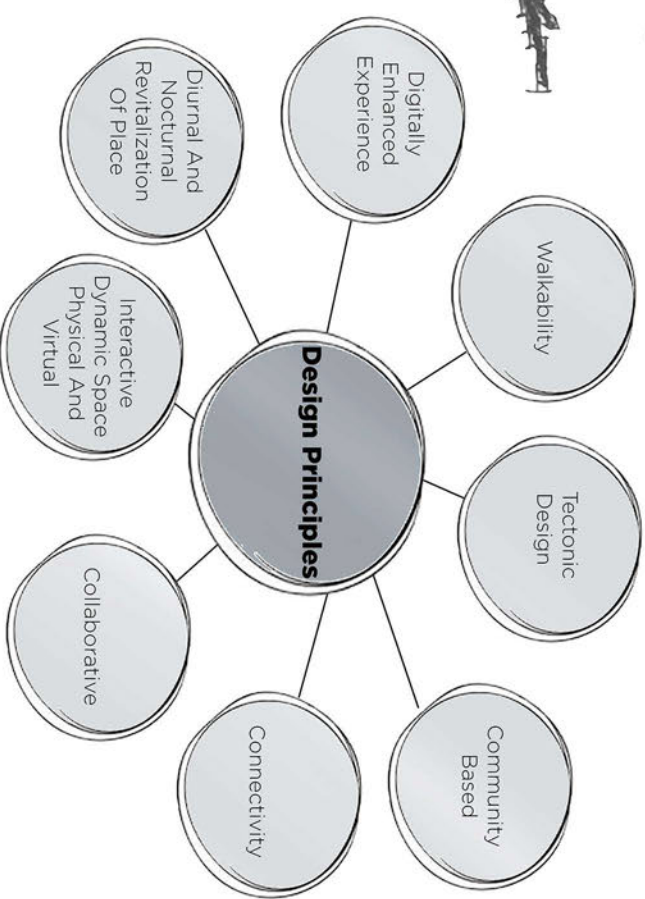 Digitally
Enhanced
Experience
Walkability
Tectonic
Design
Community
Based
Diurnal And
Nocturnal
Revitalization
Of Place
Design Principles
Interactive
Dynamic Space
Physical And
Virtual
Collaborative
Connectivity